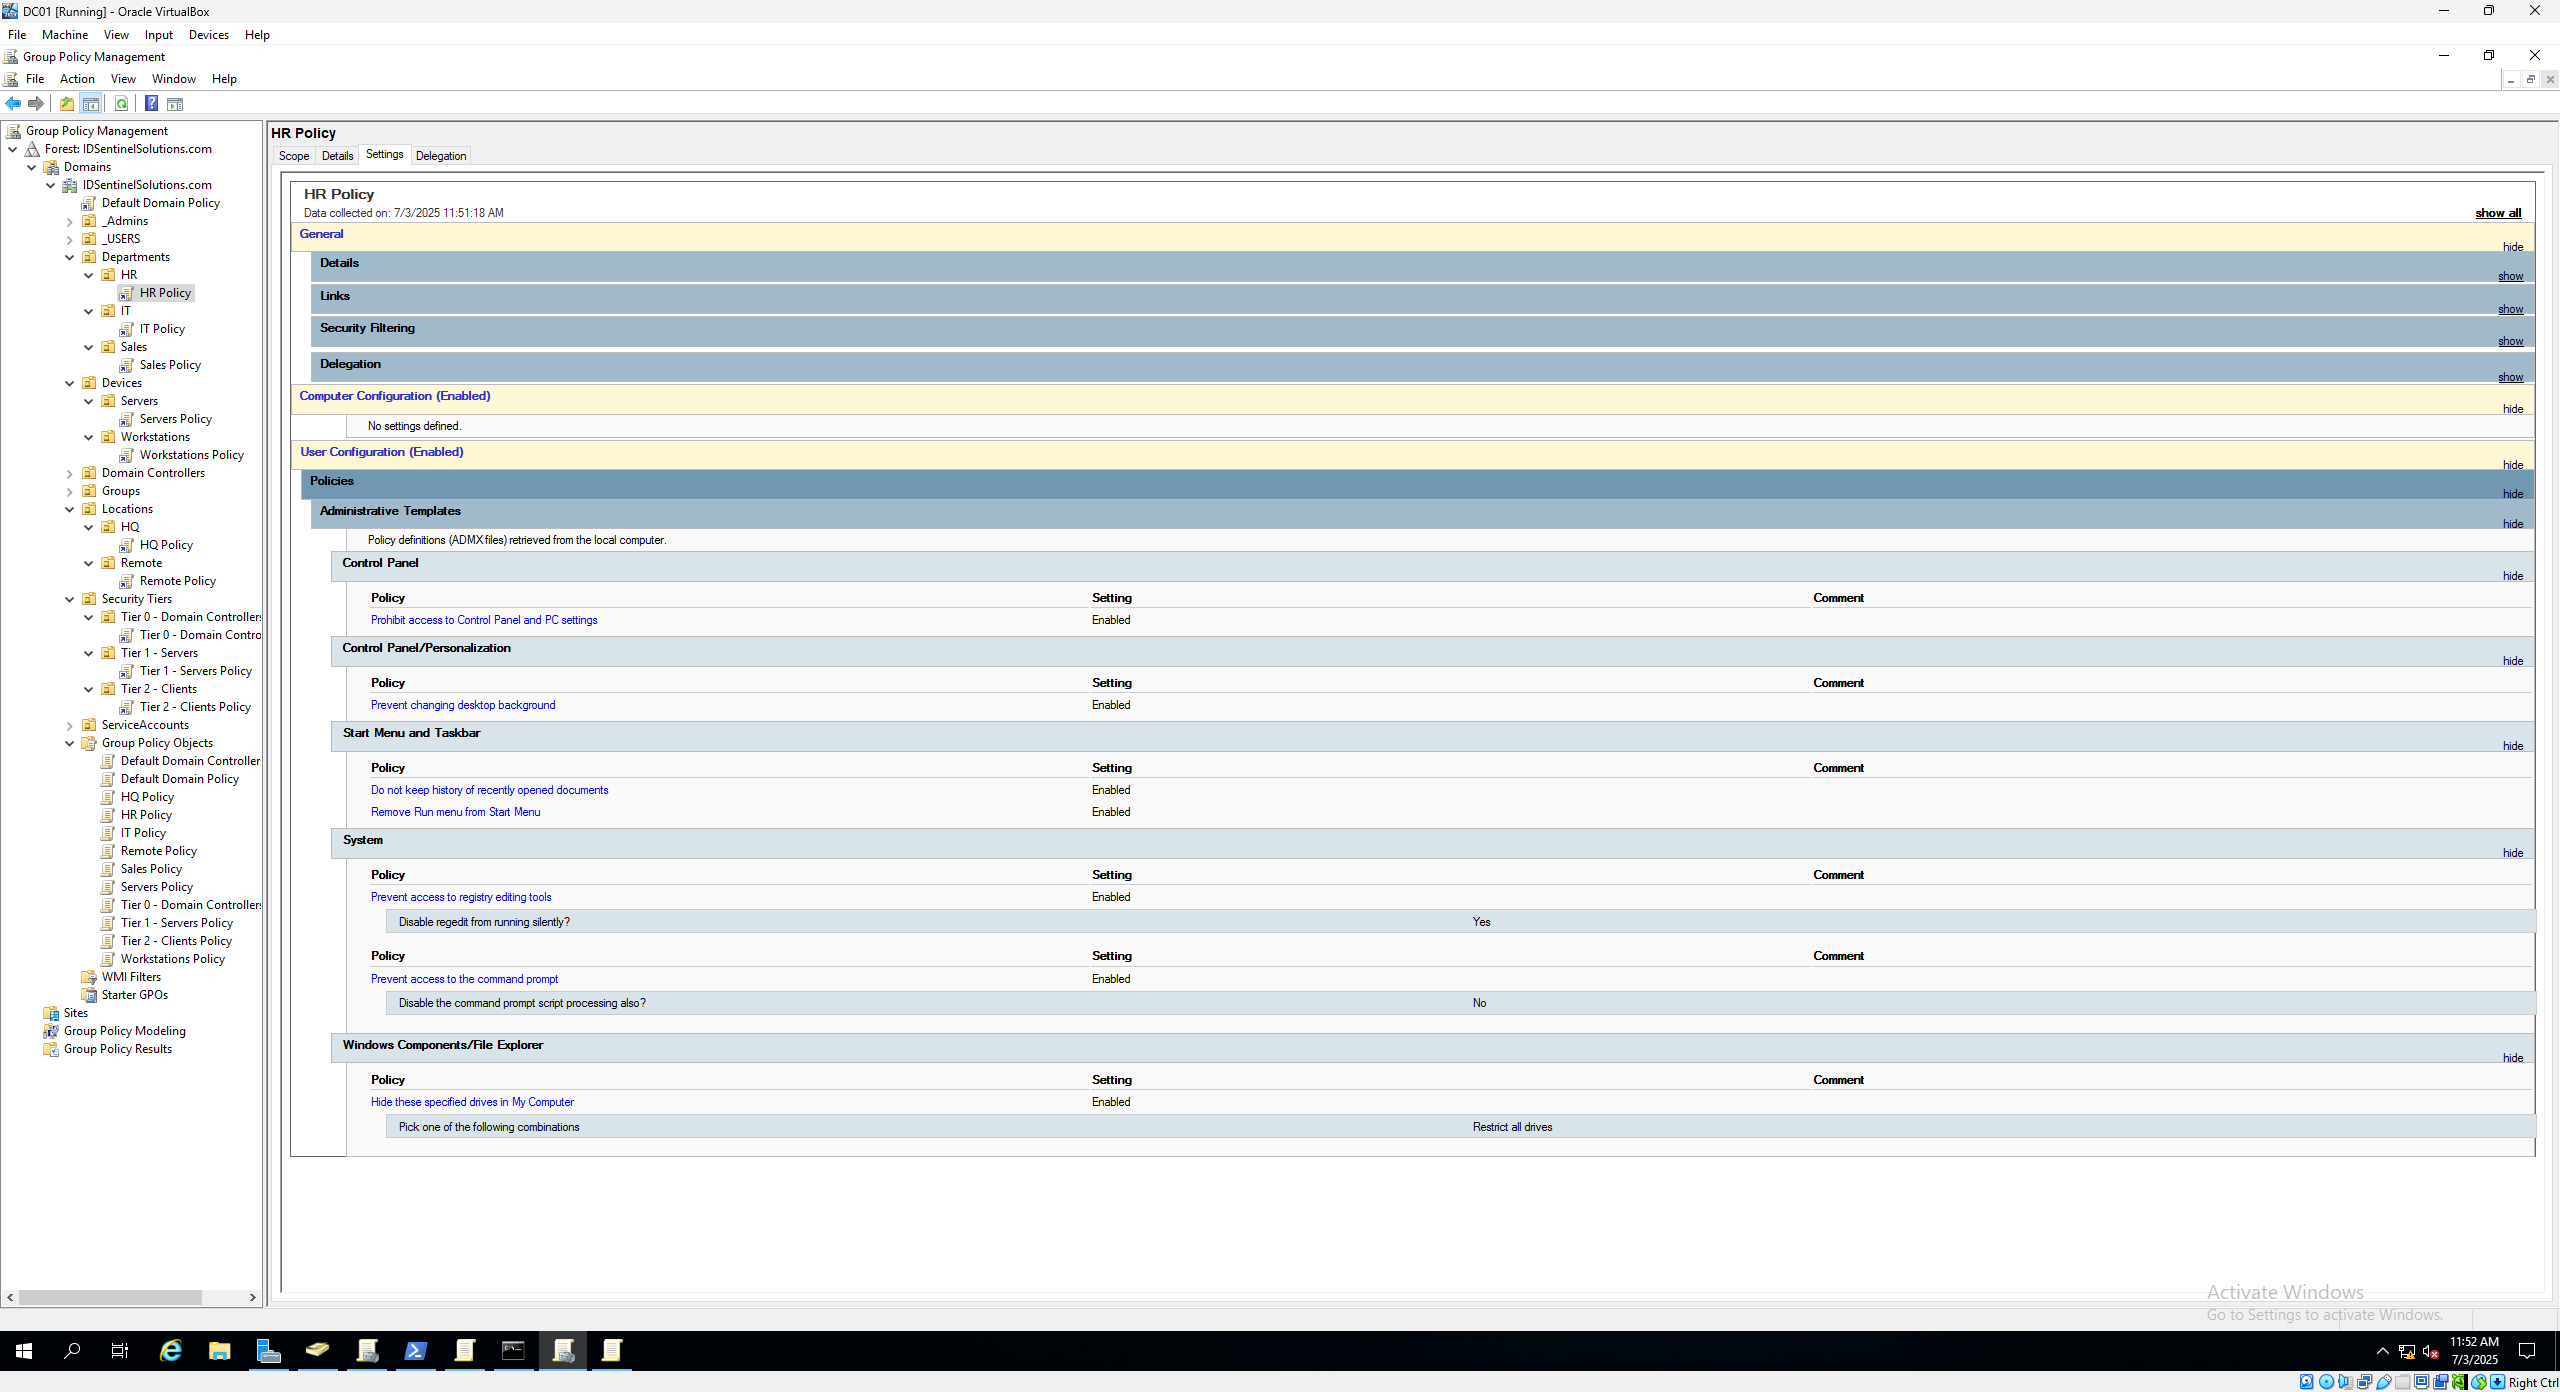 DC01 [Running] - Oracle VirtualBox
File Machine View Input Devices Help
Group Policy Management
File Action View Window Help
Group Policy Management
Forest: IDSentinelSolutions.com
Domains
IDSentinelSolutions.com
Default Domain Policy
_Admins
_USERS
Departments
HR
HR Policy
IT
IT Policy
Sales
Sales Policy
Devices
Servers
Servers Policy
Workstations
Workstations Policy
Domain Controllers
Groups
Locations
HQ
HQ Policy
Remote
Remote Policy
Security Tiers
Tier 0 - Domain Controllers
Tier 0 - Domain Contro
Tier 1 - Servers
Tier 1 - Servers Policy
Tier 2 - Clients
Tier 2 - Clients Policy
ServiceAccounts
Group Policy Objects
Default Domain Controller
Default Domain Policy
HQ Policy
HR Policy
IT Policy
Remote Policy
Sales Policy
Servers Policy
Tier 0 - Domain Controllers
Tier 1 - Servers Policy
Tier 2 - Clients Policy
Workstations Policy
WMI Filters
Starter GPOs
Sites
Group Policy Modeling
Group Policy Results
HR Policy
Scope Details Settings Delegation
HR Policy
Data collected on: 7/3/2025 11:51:18 AM
show all
General
hide
Details
show
Links
show
Security Filtering
show
Delegation
show
Computer Configuration (Enabled)
hide
No settings defined.
User Configuration (Enabled)
hide
Policies
hide
Administrative Templates
hide
Policy definitions (ADMX files) retrieved from the local computer.
Control Panel
hide
Policy Setting Comment
Prohibit access to Control Panel and PC settings Enabled
Control Panel/Personalization
hide
Policy Setting Comment
Prevent changing desktop background Enabled
Start Menu and Taskbar
hide
Policy Setting Comment
Do not keep history of recently opened documents Enabled
Remove Run menu from Start Menu Enabled
System
hide
Policy Setting Comment
Prevent access to registry editing tools Enabled
Disable regedit from running silently? Yes
Policy Setting Comment
Prevent access to the command prompt Enabled
Disable the command prompt script processing also? No
Windows Components/File Explorer
hide
Policy Setting Comment
Hide these specified drives in My Computer Enabled
Pick one of the following combinations Restrict all drives
Activate Windows
Go to Settings to activate Windows.
11:52 AM
7/3/2025
Right Ctrl